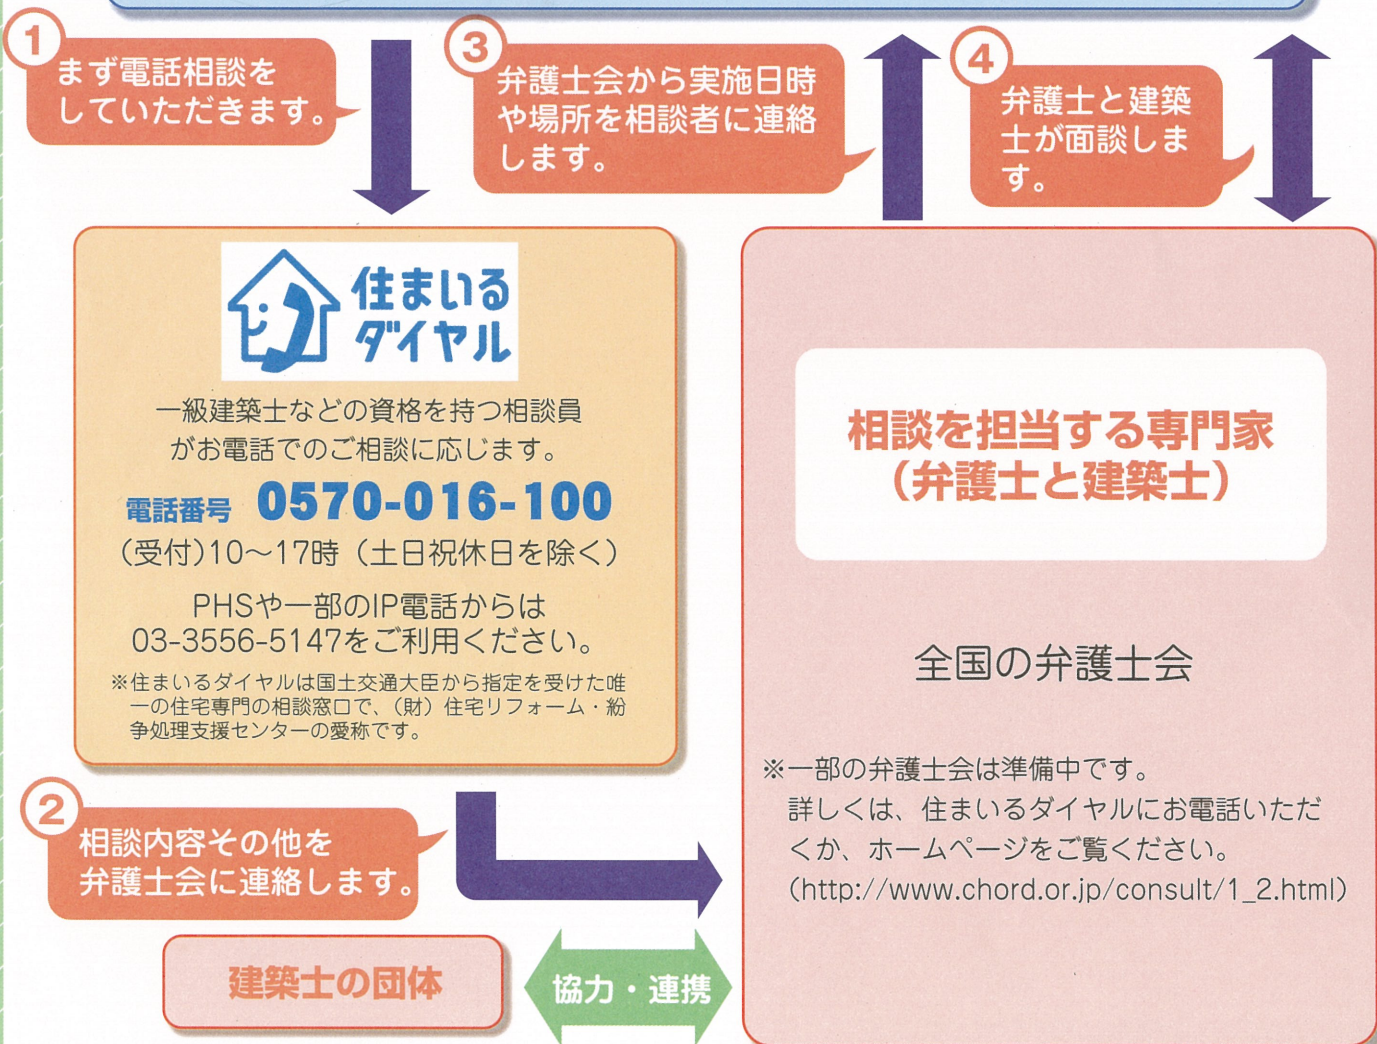 1
まず電話相談を
していただきます。
3
弁護士会から実施日時
や場所を相談者に連絡
します。
4
弁護士と建築
士が面談しま
す。
住まいる
ダイヤル
一級建築士などの資格を持つ相談員
がお電話でのご相談に応じます。
電話番号 0570-016-100
(受付)10～17時（土日祝休日を除く）
PHSや一部のIP電話からは
03-3556-5147をご利用ください。
※住まいるダイヤルは国土交通大臣から指定を受けた唯
一の住宅専門の相談窓口で、（財）住宅リフォーム・紛
争処理支援センターの愛称です。
2
相談内容その他を
弁護士会に連絡します。
建築士の団体
協力・連携
相談を担当する専門家
（弁護士と建築士）
全国の弁護士会
※一部の弁護士会は準備中です。
詳しくは、住まいるダイヤルにお電話いただ
くか、ホームページをご覧ください。
（http://www.chord.or.jp/consult/1_2.html）